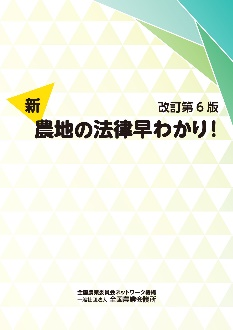 新
改訂第6版
農地の法律早わかり!
全国農業委員会ネットワーク機構
一般社団法人 全国農業会議所